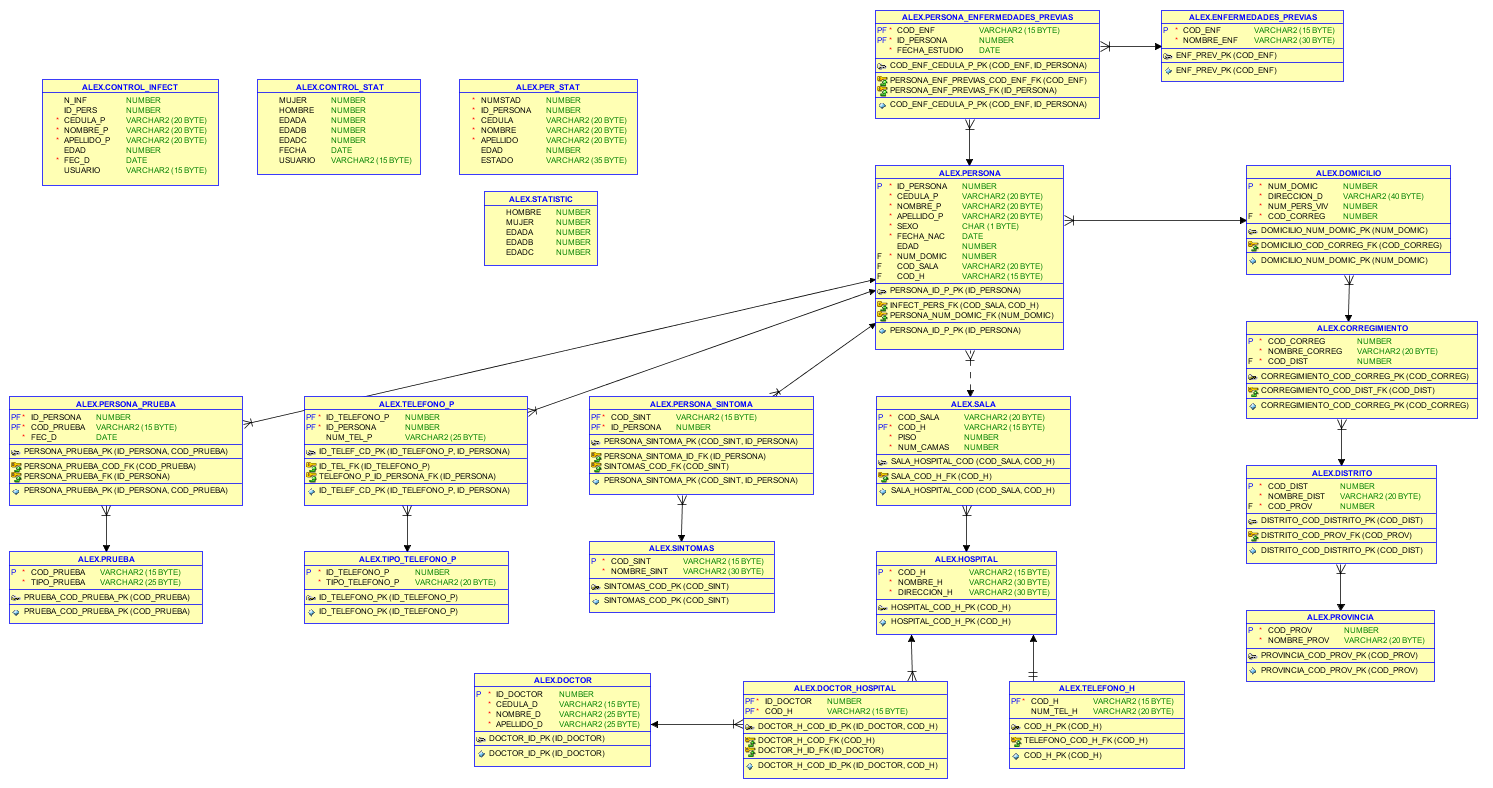 ALEX.PERSONA_ENFERMEDADES_PREVIAS
PF * COD_ENF VARCHAR2 (15 BYTE)
PF * ID_PERSONA NUMBER
* FECHA_ESTUDIO DATE
COD_ENF_CEDULA_P_PK (COD_ENF, ID_PERSONA)
PERSONA_ENF_PREVIAS_COD_ENF_FK (COD_ENF)
PERSONA_ENF_PREVIAS_FK (ID_PERSONA)
COD_ENF_CEDULA_P_PK (COD_ENF, ID_PERSONA)
ALEX.ENFERMEDADES_PREVIAS
P * COD_ENF VARCHAR2 (15 BYTE)
* NOMBRE_ENF VARCHAR2 (30 BYTE)
ENF_PREV_PK (COD_ENF)
ENF_PREV_PK (COD_ENF)
ALEX.CONTROL_INFECT
N_INF NUMBER
ID_PERS NUMBER
* CEDULA_P VARCHAR2 (20 BYTE)
* NOMBRE_P VARCHAR2 (20 BYTE)
* APELLIDO_P VARCHAR2 (20 BYTE)
EDAD NUMBER
* FEC_D DATE
USUARIO VARCHAR2 (15 BYTE)
ALEX.CONTROL_STAT
MUJER NUMBER
HOMBRE NUMBER
EDADA NUMBER
EDADB NUMBER
EDADC NUMBER
FECHA DATE
USUARIO VARCHAR2 (15 BYTE)
ALEX.PER_STAT
* NUMSTAD NUMBER
* ID_PERSONA NUMBER
* CEDULA VARCHAR2 (20 BYTE)
* NOMBRE VARCHAR2 (20 BYTE)
* APELLIDO VARCHAR2 (20 BYTE)
EDAD NUMBER
ESTADO VARCHAR2 (35 BYTE)
ALEX.STATISTIC
HOMBRE NUMBER
MUJER NUMBER
EDADA NUMBER
EDADB NUMBER
EDADC NUMBER
ALEX.PERSONA
P * ID_PERSONA NUMBER
* CEDULA_P VARCHAR2 (20 BYTE)
* NOMBRE_P VARCHAR2 (20 BYTE)
* APELLIDO_P VARCHAR2 (20 BYTE)
* SEXO CHAR (1 BYTE)
* FECHA_NAC DATE
EDAD NUMBER
F * NUM_DOMIC NUMBER
F COD_SALA VARCHAR2 (20 BYTE)
F COD_H VARCHAR2 (15 BYTE)
PERSONA_ID_P_PK (ID_PERSONA)
INFECT_PERS_FK (COD_SALA, COD_H)
PERSONA_NUM_DOMIC_FK (NUM_DOMIC)
PERSONA_ID_P_PK (ID_PERSONA)
ALEX.DOMICILIO
P * NUM_DOMIC NUMBER
* DIRECCION_D VARCHAR2 (40 BYTE)
* NUM_PERS_VIV NUMBER
F * COD_CORREG NUMBER
DOMICILIO_NUM_DOMIC_PK (NUM_DOMIC)
DOMICILIO_COD_CORREG_FK (COD_CORREG)
DOMICILIO_NUM_DOMIC_PK (NUM_DOMIC)
ALEX.CORREGIMIENTO
P * COD_CORREG NUMBER
* NOMBRE_CORREG VARCHAR2 (20 BYTE)
F * COD_DIST NUMBER
CORREGIMIENTO_COD_CORREG_PK (COD_CORREG)
CORREGIMIENTO_COD_DIST_FK (COD_DIST)
CORREGIMIENTO_COD_CORREG_PK (COD_CORREG)
ALEX.PERSONA_PRUEBA
PF * ID_PERSONA NUMBER
PF * COD_PRUEBA VARCHAR2 (15 BYTE)
* FEC_D DATE
PERSONA_PRUEBA_PK (ID_PERSONA, COD_PRUEBA)
PERSONA_PRUEBA_COD_FK (COD_PRUEBA)
PERSONA_PRUEBA_FK (ID_PERSONA)
PERSONA_PRUEBA_PK (ID_PERSONA, COD_PRUEBA)
ALEX.TELEFONO_P
PF * ID_TELEFONO_P NUMBER
PF * ID_PERSONA NUMBER
NUM_TEL_P VARCHAR2 (25 BYTE)
ID_TELEF_CD_PK (ID_TELEFONO_P, ID_PERSONA)
ID_TEL_FK (ID_TELEFONO_P)
TELEFONO_P_ID_PERSONA_FK (ID_PERSONA)
ID_TELEF_CD_PK (ID_TELEFONO_P, ID_PERSONA)
ALEX.PERSONA_SINTOMA
PF * COD_SINT VARCHAR2 (15 BYTE)
PF * ID_PERSONA NUMBER
PERSONA_SINTOMA_PK (COD_SINT, ID_PERSONA)
PERSONA_SINTOMA_ID_FK (ID_PERSONA)
SINTOMAS_COD_FK (COD_SINT)
PERSONA_SINTOMA_PK (COD_SINT, ID_PERSONA)
ALEX.SALA
P * COD_SALA VARCHAR2 (20 BYTE)
PF * COD_H VARCHAR2 (15 BYTE)
* PISO NUMBER
* NUM_CAMAS NUMBER
SALA_HOSPITAL_COD (COD_SALA, COD_H)
SALA_COD_H_FK (COD_H)
SALA_HOSPITAL_COD (COD_SALA, COD_H)
ALEX.DISTRITO
P * COD_DIST NUMBER
* NOMBRE_DIST VARCHAR2 (20 BYTE)
F * COD_PROV NUMBER
DISTRITO_COD_DISTRITO_PK (COD_DIST)
DISTRITO_COD_PROV_FK (COD_PROV)
DISTRITO_COD_DISTRITO_PK (COD_DIST)
ALEX.PRUEBA
P * COD_PRUEBA VARCHAR2 (15 BYTE)
* TIPO_PRUEBA VARCHAR2 (25 BYTE)
PRUEBA_COD_PRUEBA_PK (COD_PRUEBA)
PRUEBA_COD_PRUEBA_PK (COD_PRUEBA)
ALEX.TIPO_TELEFONO_P
P * ID_TELEFONO_P NUMBER
* TIPO_TELEFONO_P VARCHAR2 (20 BYTE)
ID_TELEFONO_PK (ID_TELEFONO_P)
ID_TELEFONO_PK (ID_TELEFONO_P)
ALEX.SINTOMAS
P * COD_SINT VARCHAR2 (15 BYTE)
* NOMBRE_SINT VARCHAR2 (30 BYTE)
SINTOMAS_COD_PK (COD_SINT)
SINTOMAS_COD_PK (COD_SINT)
ALEX.HOSPITAL
P * COD_H VARCHAR2 (15 BYTE)
* NOMBRE_H VARCHAR2 (30 BYTE)
* DIRECCION_H VARCHAR2 (30 BYTE)
HOSPITAL_COD_H_PK (COD_H)
HOSPITAL_COD_H_PK (COD_H)
ALEX.PROVINCIA
P * COD_PROV NUMBER
* NOMBRE_PROV VARCHAR2 (20 BYTE)
PROVINCIA_COD_PROV_PK (COD_PROV)
PROVINCIA_COD_PROV_PK (COD_PROV)
ALEX.DOCTOR
P * ID_DOCTOR NUMBER
* CEDULA_D VARCHAR2 (15 BYTE)
* NOMBRE_D VARCHAR2 (25 BYTE)
* APELLIDO_D VARCHAR2 (25 BYTE)
DOCTOR_ID_PK (ID_DOCTOR)
DOCTOR_ID_PK (ID_DOCTOR)
ALEX.DOCTOR_HOSPITAL
PF * ID_DOCTOR NUMBER
PF * COD_H VARCHAR2 (15 BYTE)
DOCTOR_H_COD_ID_PK (ID_DOCTOR, COD_H)
DOCTOR_H_COD_FK (COD_H)
DOCTOR_H_ID_FK (ID_DOCTOR)
DOCTOR_H_COD_ID_PK (ID_DOCTOR, COD_H)
ALEX.TELEFONO_H
PF * COD_H VARCHAR2 (15 BYTE)
NUM_TEL_H VARCHAR2 (20 BYTE)
COD_H_PK (COD_H)
TELEFONO_COD_H_FK (COD_H)
COD_H_PK (COD_H)